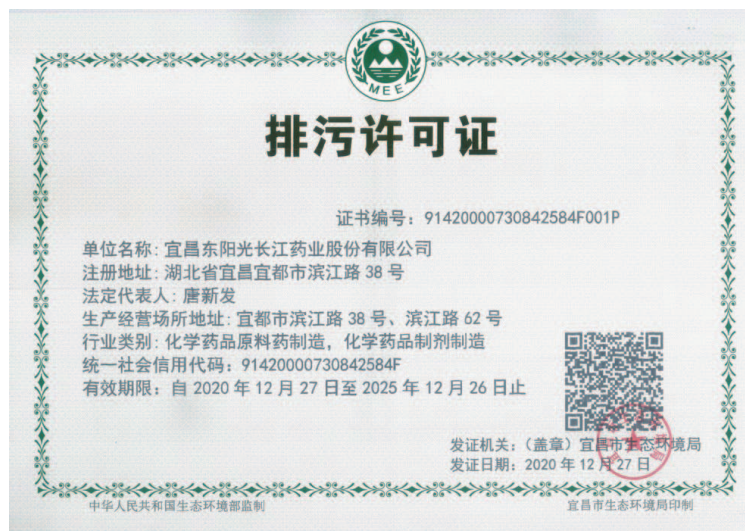 MEE
排污许可证
证书编号：91420000730842584F001P
单位名称：宜昌东阳光长江药业股份有限公司
注册地址：湖北省宜昌宜都市滨江路 38 号
法定代表人：唐新发
生产经营场所地址：宜都市滨江路 38 号、滨江路 62 号
行业类别：化学药品原料药制造，化学药品制剂制造
统一社会信用代码：91420000730842584F
有效期限：自 2020 年 12 月 27 日至 2025 年 12 月 26 日止
发证机关：（盖章）宜昌市生态环境局
发证日期：2020 年 12 月 27 日
中华人民共和国生态环境部监制
宜昌市生态环境局印制